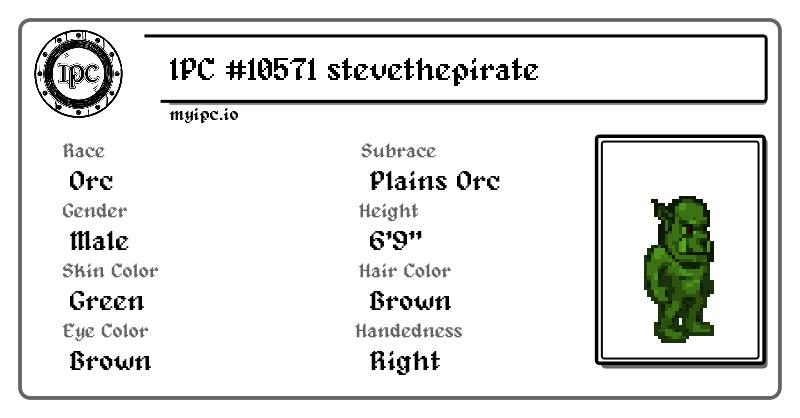 IPC
IPC #10571 stevethepirate
myipc.io
Race
Subrace
Orc
Plains Orc
Gender
Height
Male
6'9"
Skin Color
Hair Color
Green
Brown
Eye Color
Handedness
Brown
Right